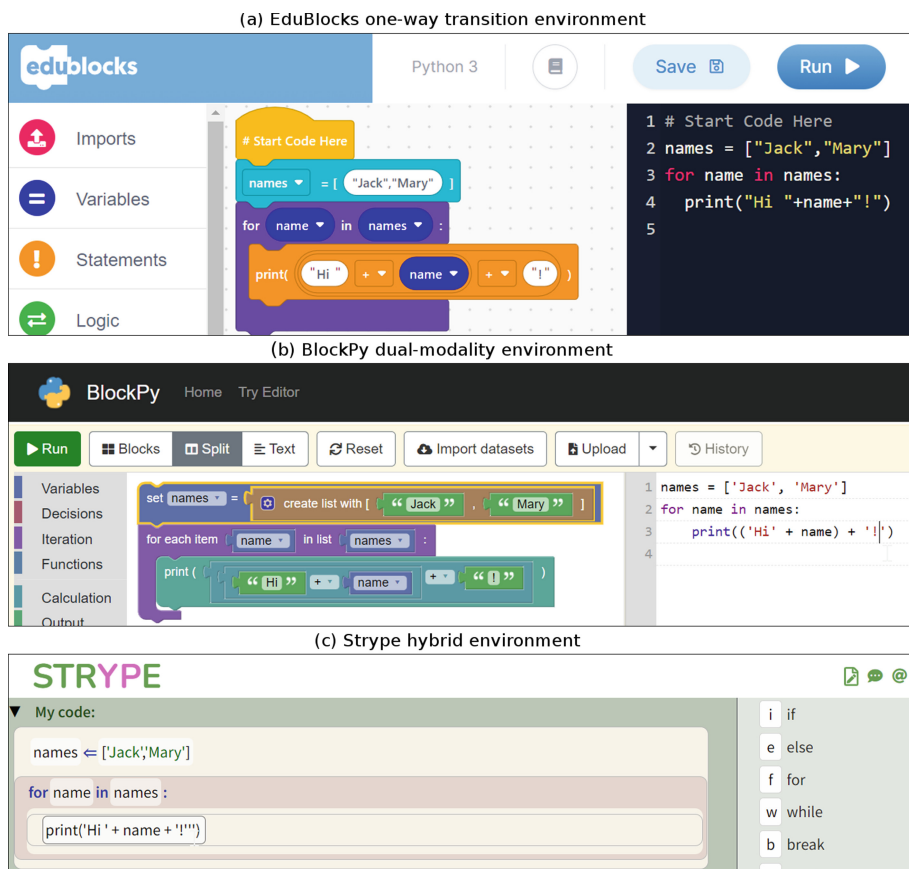 (a) EduBlocks one-way transition environment
edublocks
Python 3
Save
Run
Imports
Variables
Statements
Logic
# Start Code Here
names = [ "Jack","Mary" ]
for name in names :
print( "Hi " + name + "!" )
1 # Start Code Here
2 names = ["Jack","Mary"]
3 for name in names:
4 print("Hi "+name+"!")
5
(b) BlockPy dual-modality environment
BlockPy Home Try Editor
Run Blocks Split Text Reset Import datasets Upload History
Variables
Decisions
Iteration
Functions
Calculation
Output
set names = create list with [ “ Jack ” , “ Mary ” ]
for each item name in list names :
print ( “ Hi ” + name + “ ! ” )
1 names = ['Jack', 'Mary']
2 for name in names:
3 print(('Hi' + name) + '!')
4
(c) Strype hybrid environment
STRYPE
@
My code:
names ⇐ ['Jack','Mary']
for name in names :
print('Hi ' + name + '!''')
i if
e else
f for
w while
b break